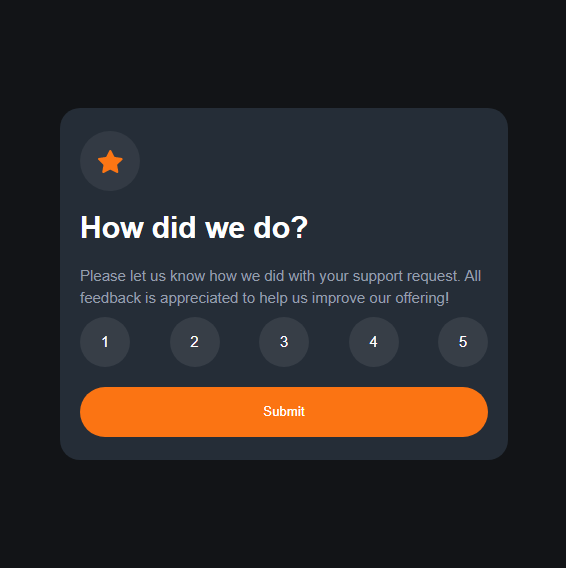 How did we do?
Please let us know how we did with your support request. All
feedback is appreciated to help us improve our offering!
1 2 3 4 5
Submit